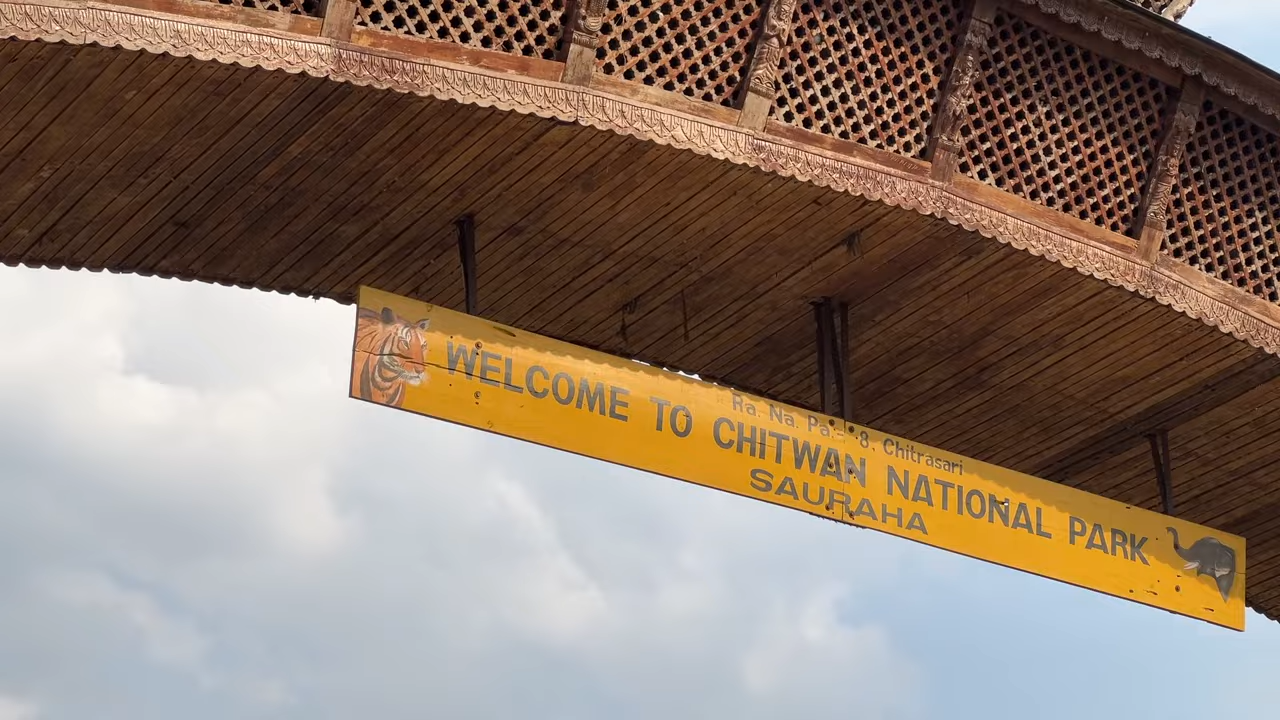 Ra. Na. Pa. 8, Chitrasari
WELCOME TO CHITWAN NATIONAL PARK
SAURAHA